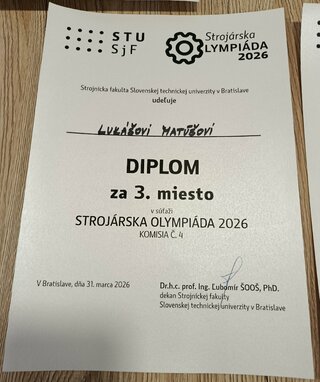 STU
SjF
Strojárska
OLYMPIÁDA
2026
Strojnícka fakulta Slovenskej technickej univerzity v Bratislave
udeľuje
LUKÁŠOVI MATÚŠOVI
DIPLOM
za 3. miesto
v súťaži
STROJÁRSKA OLYMPIÁDA 2026
KOMISIA Č. 4
V Bratislave, dňa 31. marca 2026
Dr.h.c. prof. Ing. Ľubomír ŠOOŠ, PhD.
dekan Strojníckej fakulty
Slovenskej technickej univerzity v Bratislave